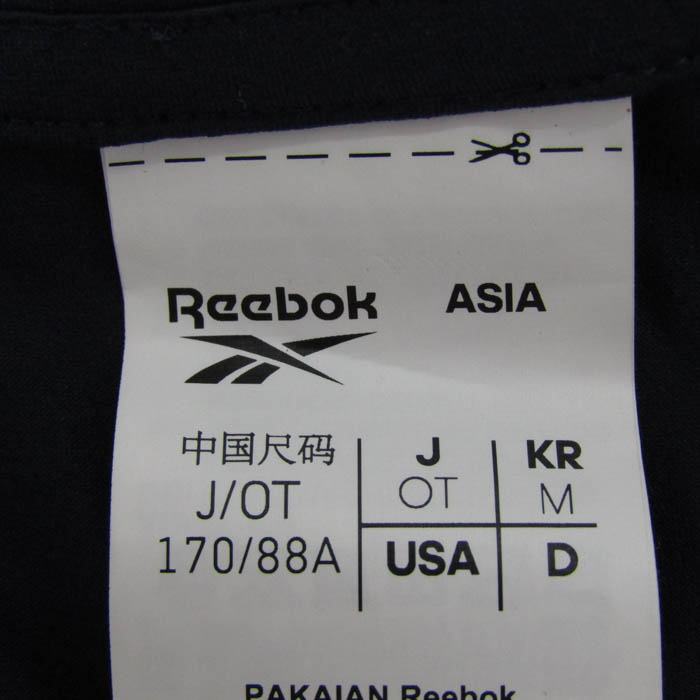 Reebok ASIA
中国尺码 J KR
J/OT OT M
170/88A USA D
PAKAIAN Reebok